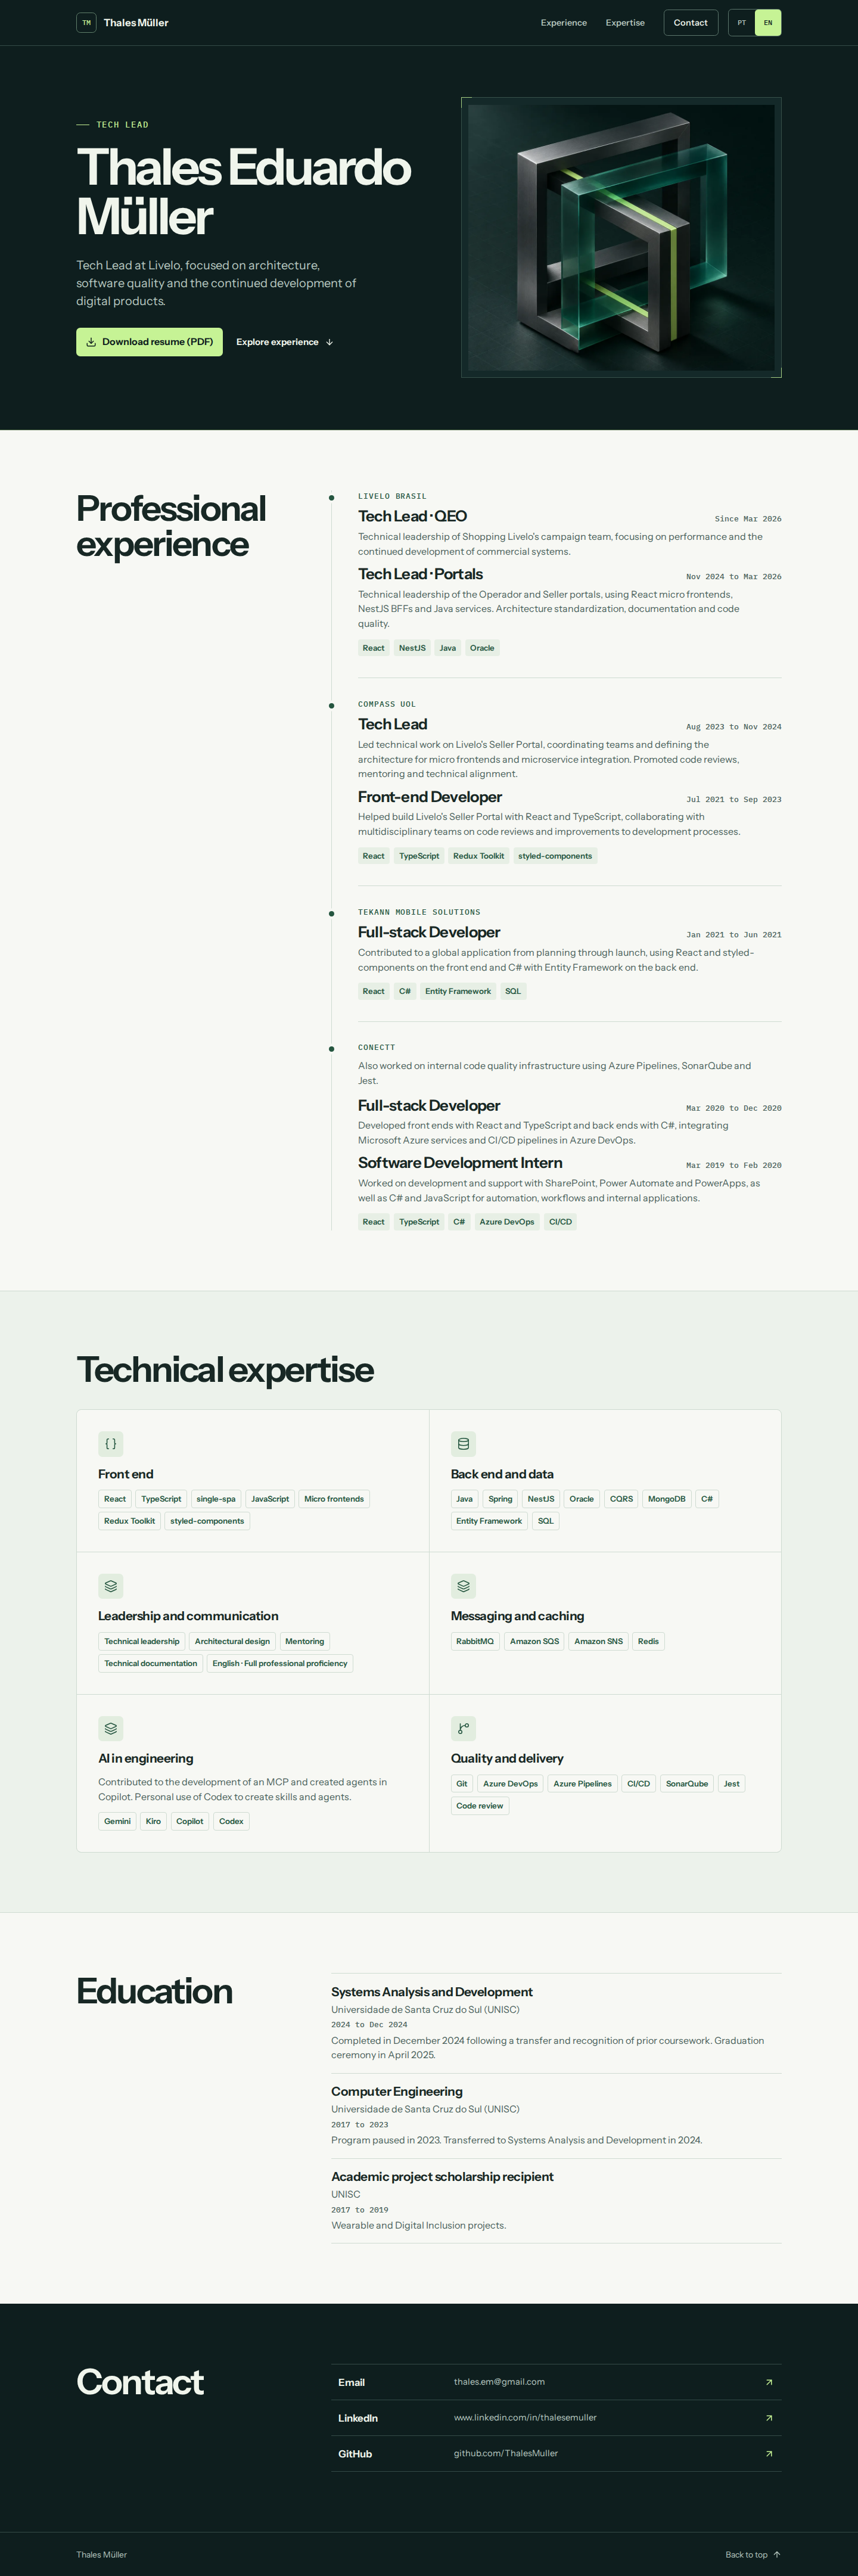 TM Thales Müller Experience Expertise Contact PT EN
TECH LEAD
Thales Eduardo
Müller
Tech Lead at Livelo, focused on architecture,
software quality and the continued development of
digital products.
Download resume (PDF) Explore experience ↓
Professional
experience
LIVELO BRASIL
Tech Lead · QEO Since Mar 2026
Technical leadership of Shopping Livelo's campaign team, focusing on performance and the
continued development of commercial systems.
Tech Lead · Portals Nov 2024 to Mar 2026
Technical leadership of the Operador and Seller portals, using React micro frontends,
NestJS BFFs and Java services. Architecture standardization, documentation and code
quality.
React NestJS Java Oracle
COMPASS UOL
Tech Lead Aug 2023 to Nov 2024
Led technical work on Livelo's Seller Portal, coordinating teams and defining the
architecture for micro frontends and microservice integration. Promoted code reviews,
mentoring and technical alignment.
Front-end Developer Jul 2021 to Sep 2023
Helped build Livelo's Seller Portal with React and TypeScript, collaborating with
multidisciplinary teams on code reviews and improvements to development processes.
React TypeScript Redux Toolkit styled-components
TEKANN MOBILE SOLUTIONS
Full-stack Developer Jan 2021 to Jun 2021
Contributed to a global application from planning through launch, using React and styled-
components on the front end and C# with Entity Framework on the back end.
React C# Entity Framework SQL
CONECTT
Also worked on internal code quality infrastructure using Azure Pipelines, SonarQube and
Jest.
Full-stack Developer Mar 2020 to Dec 2020
Developed front ends with React and TypeScript and back ends with C#, integrating
Microsoft Azure services and CI/CD pipelines in Azure DevOps.
Software Development Intern Mar 2019 to Feb 2020
Worked on development and support with SharePoint, Power Automate and PowerApps, as
well as C# and JavaScript for automation, workflows and internal applications.
React TypeScript C# Azure DevOps CI/CD
Technical expertise
Front end
React TypeScript single-spa JavaScript Micro frontends
Redux Toolkit styled-components
Back end and data
Java Spring NestJS Oracle CQRS MongoDB C#
Entity Framework SQL
Leadership and communication
Technical leadership Architectural design Mentoring
Technical documentation English · Full professional proficiency
Messaging and caching
RabbitMQ Amazon SQS Amazon SNS Redis
AI in engineering
Contributed to the development of an MCP and created agents in
Copilot. Personal use of Codex to create skills and agents.
Gemini Kiro Copilot Codex
Quality and delivery
Git Azure DevOps Azure Pipelines CI/CD SonarQube Jest
Code review
Education
Systems Analysis and Development
Universidade de Santa Cruz do Sul (UNISC)
2024 to Dec 2024
Completed in December 2024 following a transfer and recognition of prior coursework. Graduation
ceremony in April 2025.
Computer Engineering
Universidade de Santa Cruz do Sul (UNISC)
2017 to 2023
Program paused in 2023. Transferred to Systems Analysis and Development in 2024.
Academic project scholarship recipient
UNISC
2017 to 2019
Wearable and Digital Inclusion projects.
Contact
Email thales.em@gmail.com
LinkedIn www.linkedin.com/in/thalesemuller
GitHub github.com/ThalesMuller
Thales Müller Back to top ↑